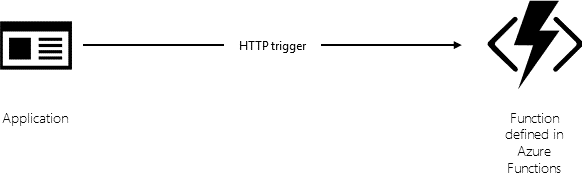 HTTP trigger
Application
Function
defined in
Azure
Functions